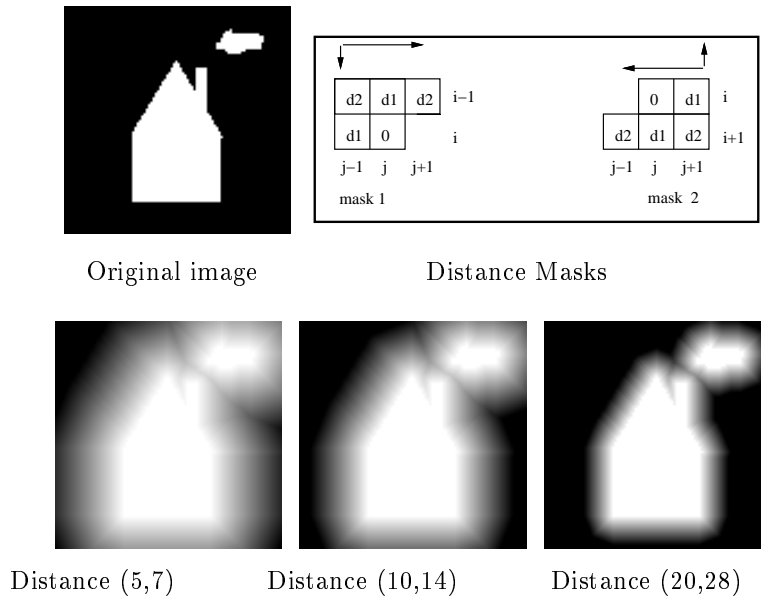 d2 d1 d2 i−1
d1 0 i
j−1 j j+1
mask 1
0 d1 i
d2 d1 d2 i+1
j−1 j j+1
mask 2
Original image
Distance Masks
Distance (5,7)
Distance (10,14)
Distance (20,28)